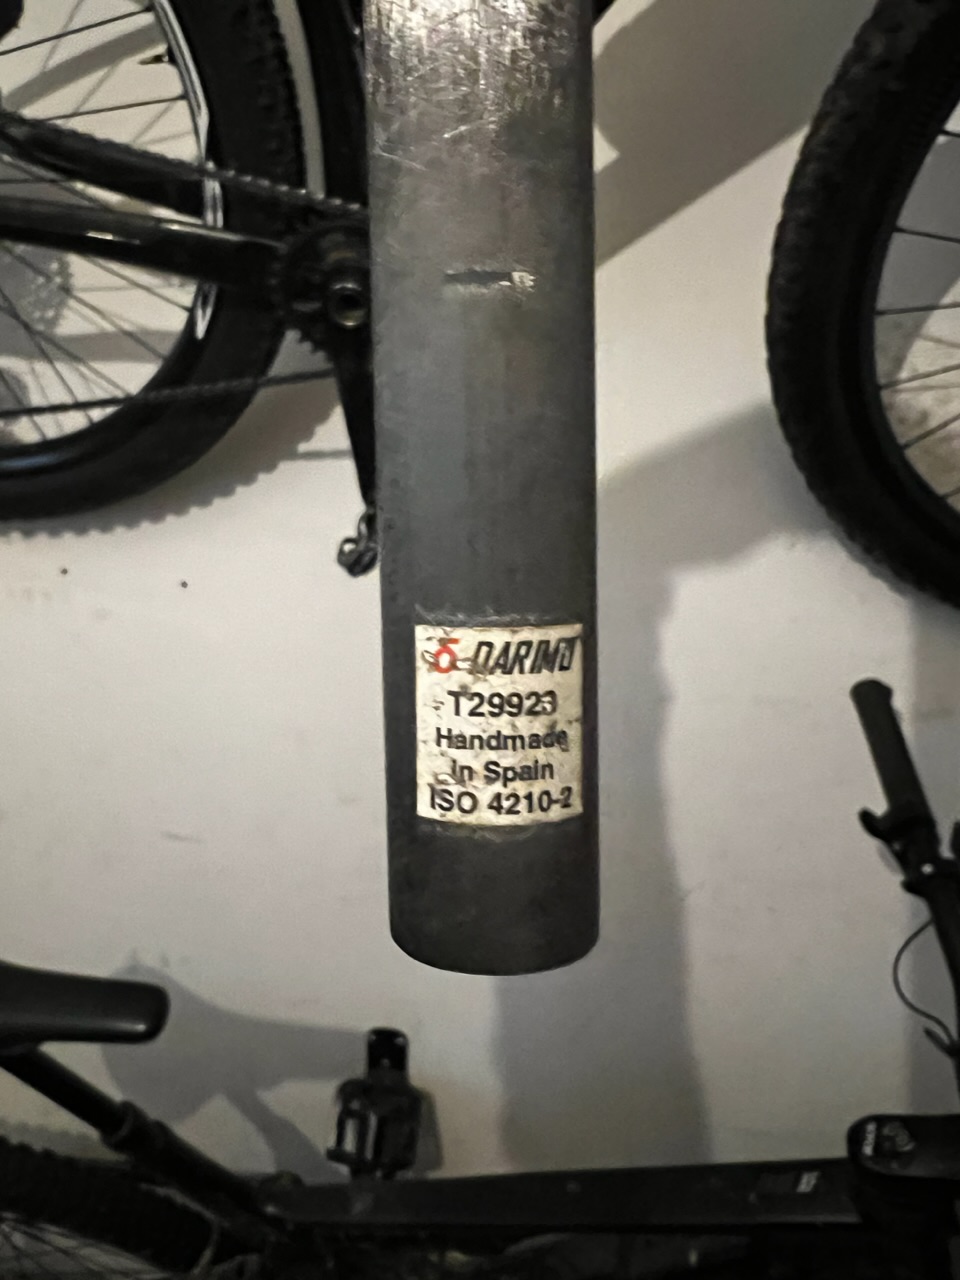 DARIMO
T29923
Handmade
in Spain
ISO 4210-2